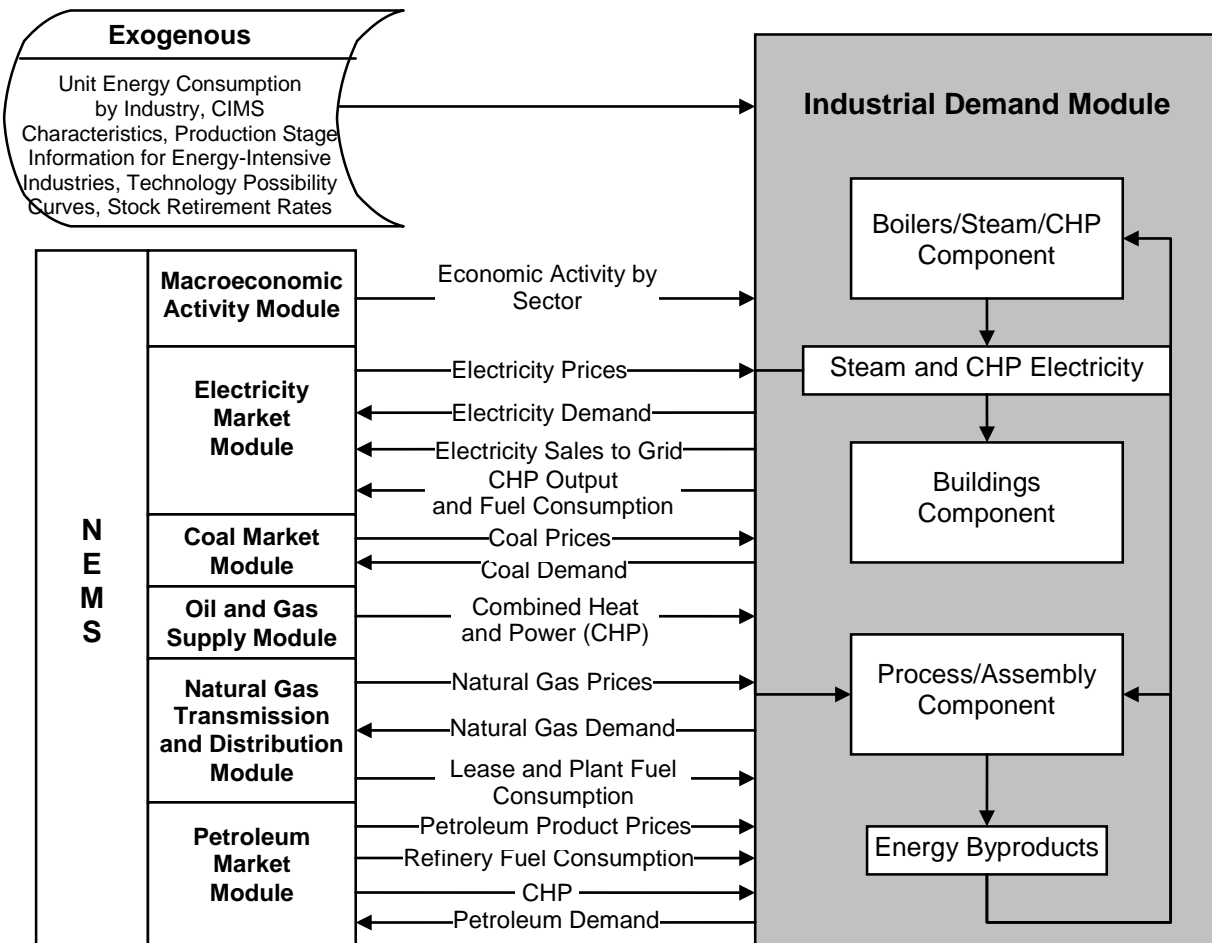 Exogenous
Unit Energy Consumption
by Industry, CIMS
Characteristics, Production Stage
Information for Energy-Intensive
Industries, Technology Possibility
Curves, Stock Retirement Rates
N
E
M
S
Macroeconomic
Activity Module
Electricity
Market
Module
Coal Market
Module
Oil and Gas
Supply Module
Natural Gas
Transmission
and Distribution
Module
Petroleum
Market
Module
Economic Activity by
Sector
Electricity Prices
Electricity Demand
Electricity Sales to Grid
CHP Output
and Fuel Consumption
Coal Prices
Coal Demand
Combined Heat
and Power (CHP)
Natural Gas Prices
Natural Gas Demand
Lease and Plant Fuel
Consumption
Petroleum Product Prices
Refinery Fuel Consumption
CHP
Petroleum Demand
Industrial Demand Module
Boilers/Steam/CHP
Component
Steam and CHP Electricity
Buildings
Component
Process/Assembly
Component
Energy Byproducts